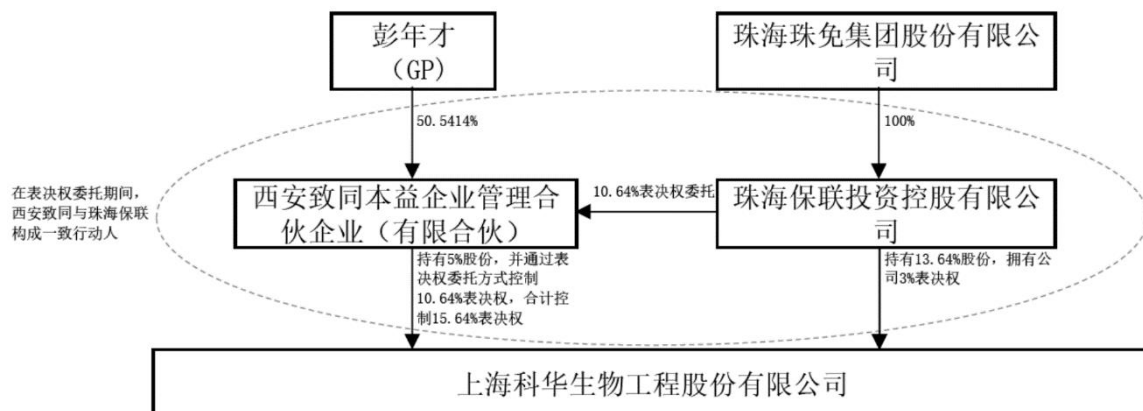 彭年才
（GP）
珠海珠免集团股份有限公
司
50.5414%
100%
在表决权委托期间，
西安致同与珠海保联
构成一致行动人
西安致同本益企业管理合
伙企业（有限合伙）
10.64%表决权委托
珠海保联投资控股有限公
司
持有5%股份，并通过表
决权委托方式控制
10.64%表决权，合计控
制15.64%表决权
持有13.64%股份，拥有公
司3%表决权
上海科华生物工程股份有限公司